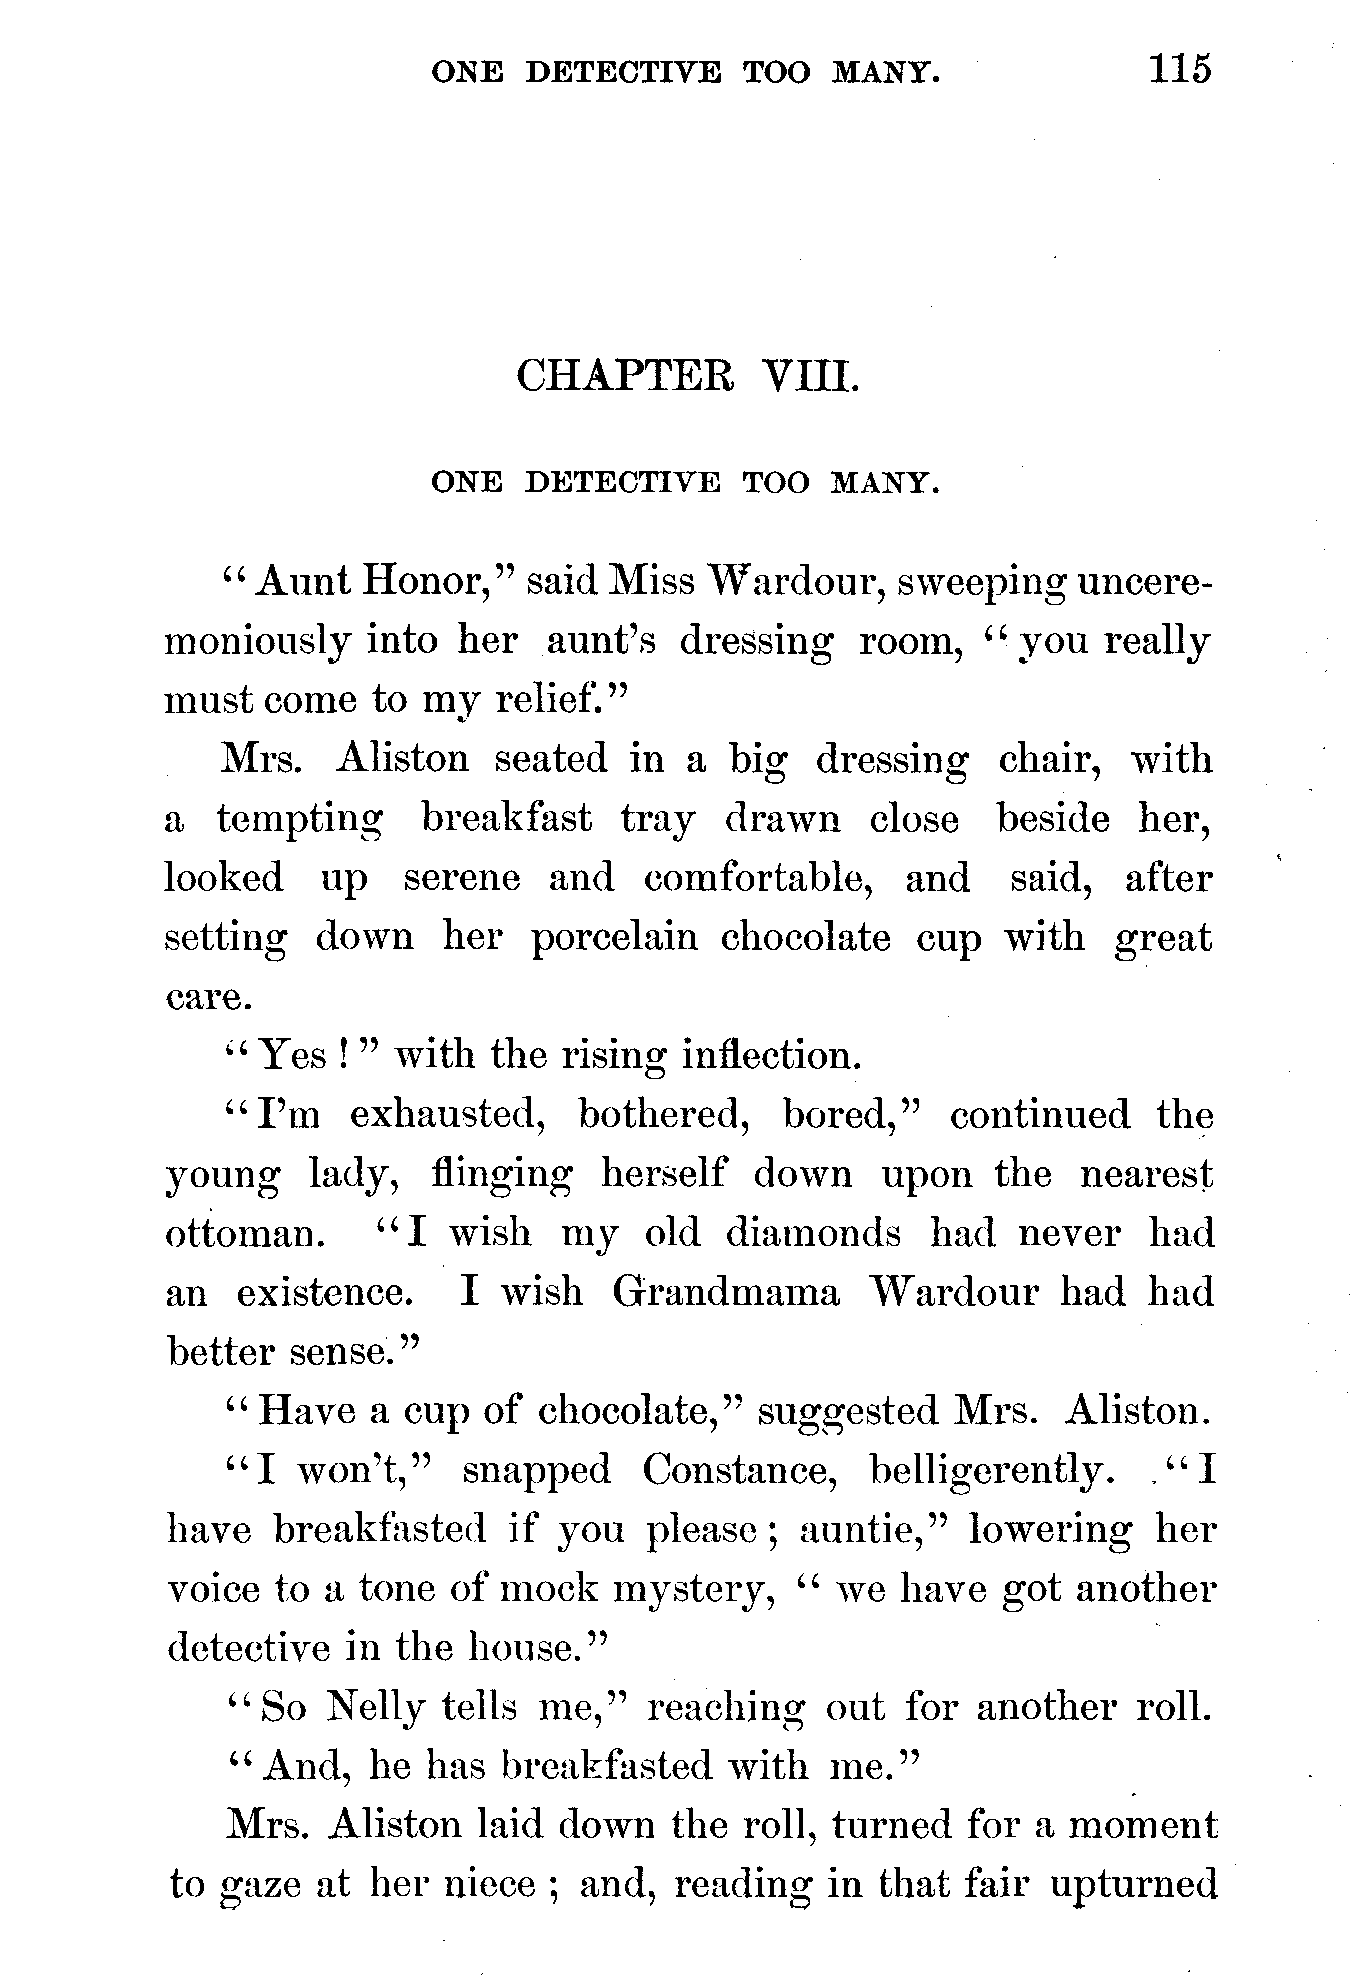 ONE DETECTIVE TOO MANY. 115
CHAPTER VIII.
ONE DETECTIVE TOO MANY.
“Aunt Honor,” said Miss Wardour, sweeping uncere-
moniously into her aunt’s dressing room, “you really
must come to my relief.”
Mrs. Aliston seated in a big dressing chair, with
a tempting breakfast tray drawn close beside her,
looked up serene and comfortable, and said, after
setting down her porcelain chocolate cup with great
care.
“Yes!” with the rising inflection.
“I’m exhausted, bothered, bored,” continued the
young lady, flinging herself down upon the nearest
ottoman. “I wish my old diamonds had never had
an existence. I wish Grandmama Wardour had had
better sense.”
“Have a cup of chocolate,” suggested Mrs. Aliston.
“I won’t,” snapped Constance, belligerently. “I
have breakfasted if you please; auntie,” lowering her
voice to a tone of mock mystery, “we have got another
detective in the house.”
“So Nelly tells me,” reaching out for another roll.
“And, he has breakfasted with me.”
Mrs. Aliston laid down the roll, turned for a moment
to gaze at her niece; and, reading in that fair upturned